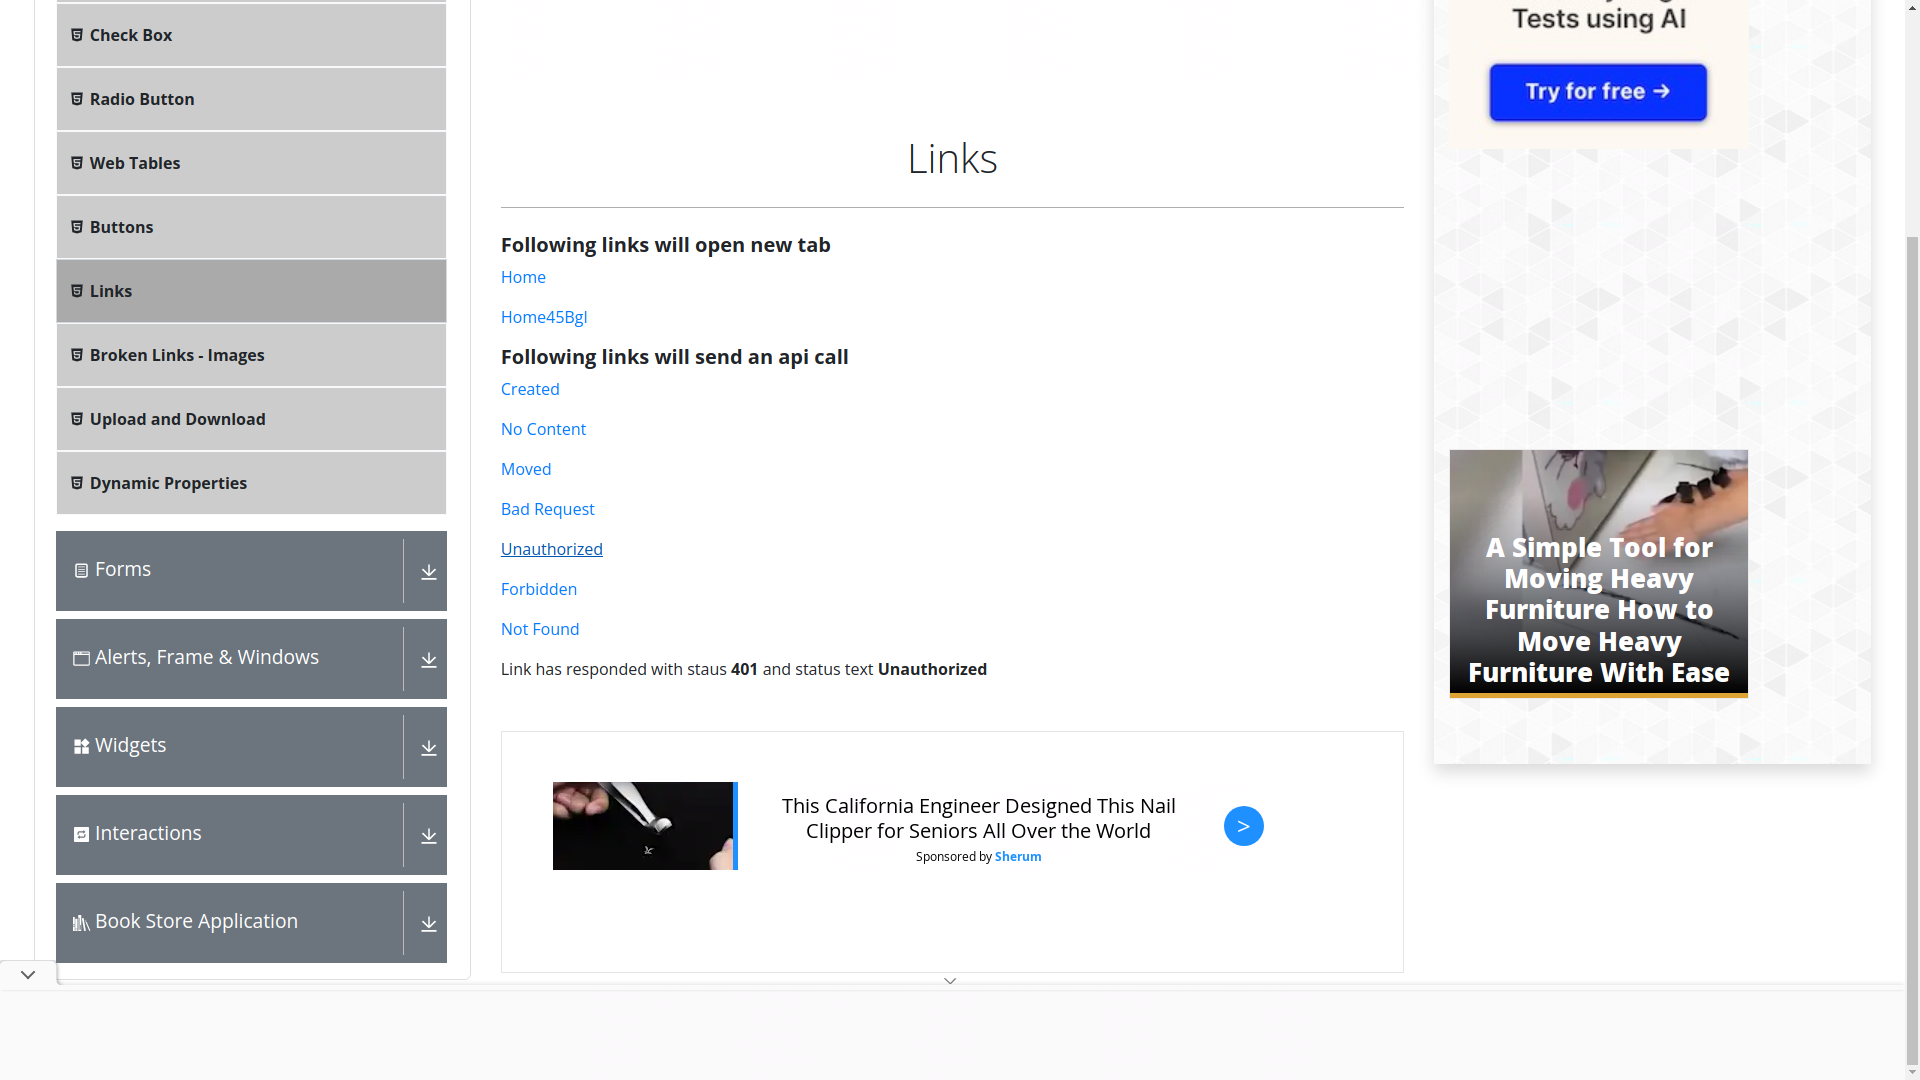 Check Box
Radio Button
Web Tables
Buttons
Links
Broken Links - Images
Upload and Download
Dynamic Properties
Forms
Alerts, Frame & Windows
Widgets
Interactions
Book Store Application
Links
Following links will open new tab
Home
Home45Bgl
Following links will send an api call
Created
No Content
Moved
Bad Request
Unauthorized
Forbidden
Not Found
Link has responded with staus 401 and status text Unauthorized
This California Engineer Designed This Nail
Clipper for Seniors All Over the World
Sponsored by Sherum
>
Tests using AI
Try for free →
A Simple Tool for
Moving Heavy
Furniture How to
Move Heavy
Furniture With Ease